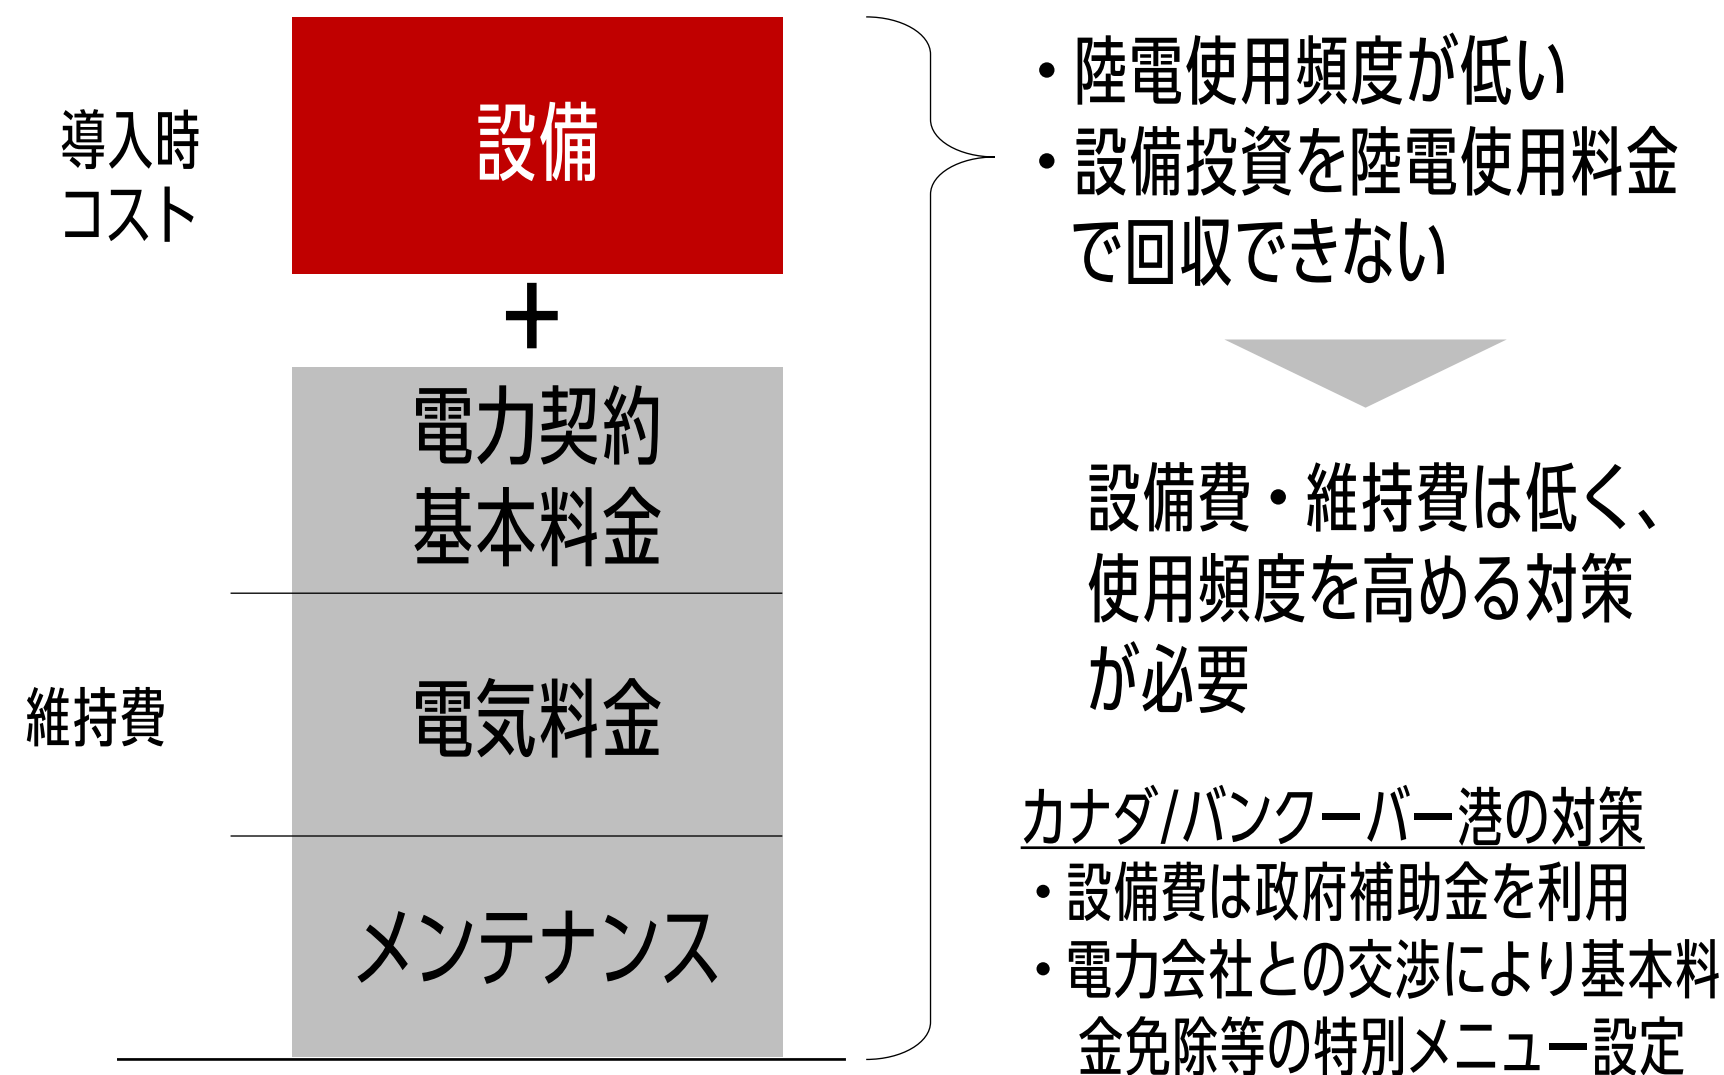 導入時
コスト
設備
+
電力契約
基本料金
維持費
電気料金
メンテナンス
・陸電使用頻度が低い
・設備投資を陸電使用料金
で回収できない
設備費・維持費は低く、
使用頻度を高める対策
が必要
カナダ/バンクーバー港の対策
・設備費は政府補助金を利用
・電力会社との交渉により基本料
金免除等の特別メニュー設定